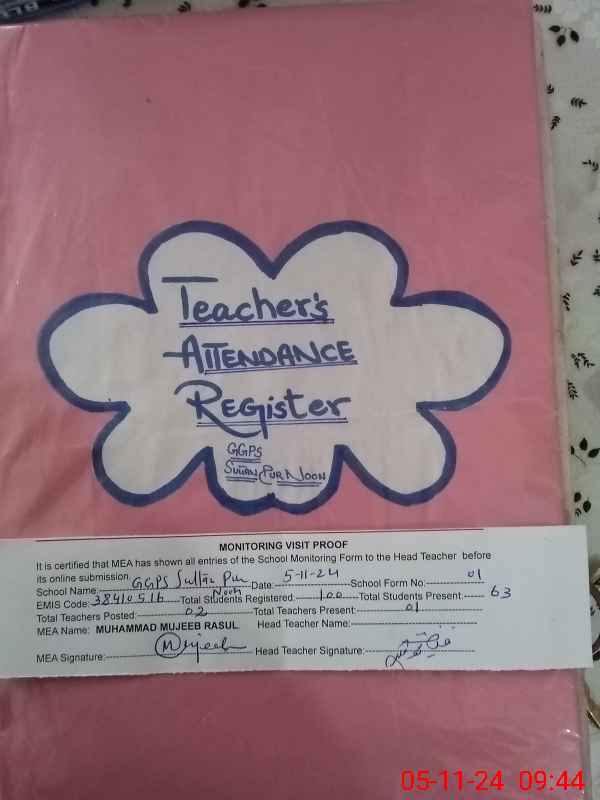 Teacher's
ATTENDANCE
REGister
GGPS
SULTAN PUR NOON
MONITORING VISIT PROOF
It is certified that MEA has shown all entries of the School Monitoring Form to the Head Teacher before
its online submission
School Name: GGPS Sultan Pur Noon Date: 5-11-24 School Form No: 01
EMIS Code: 38410516 Total Students Registered: 100 Total Students Present: 63
Total Teachers Posted: 02 Total Teachers Present: 01
MEA Name: MUHAMMAD MUJEEB RASUL Head Teacher Name:
MEA Signature: Mujeeb Head Teacher Signature:
05-11-24 09:44